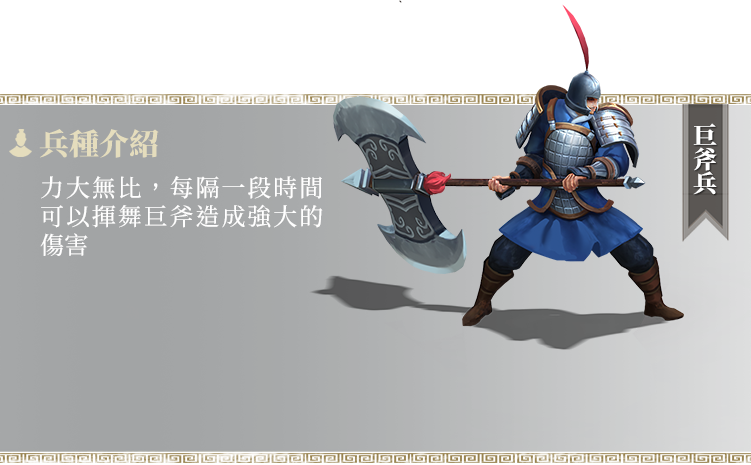 兵種介紹
力大無比，每隔一段時間
可以揮舞巨斧造成強大的
傷害
巨斧兵